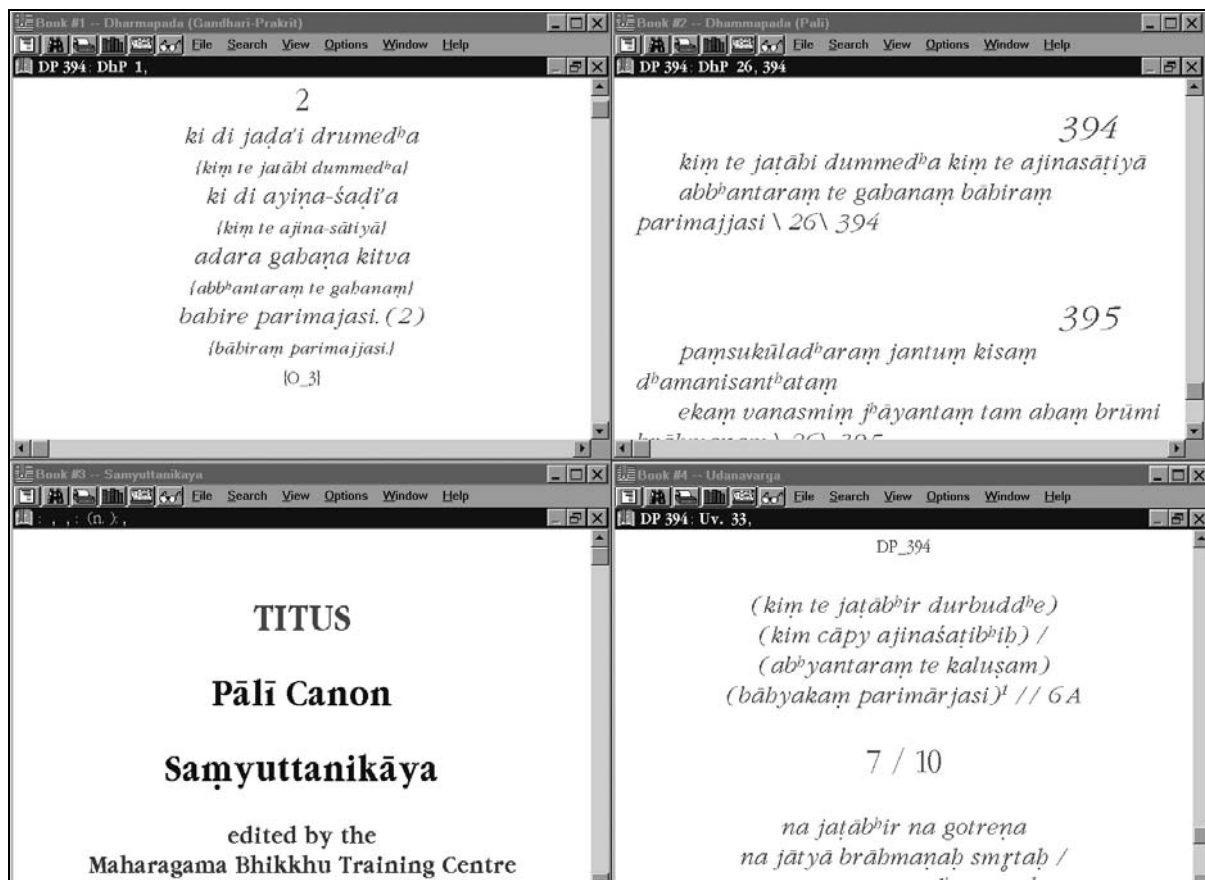 Book #1 -- Dharmapada (Gandhari-Prakrit)
File Search View Options Window Help
DP 394: DhP 1,
2
ki di jaḍa'i drumedʰa
{kiṃ te jatābi dummedʰa}
ki di ayiṇa-śaḍi'a
{kiṃ te ajina-sātiyā}
adara gahaṇa kitva
{abbʰantaraṃ te gahanaṃ}
bahire parimajasi. (2)
{bāhiraṃ parimajjasi.}
{O_3}
Book #2 -- Dhammapada (Pali)
File Search View Options Window Help
DP 394: DhP 26, 394
394
kiṃ te jaṭābi dummedʰa kiṃ te ajinasāṭiyā
abbʰantaraṃ te gahanaṃ bāhiraṃ
parimajjasi \ 26\ 394
395
paṃsukūladʰaraṃ jantuṃ kisaṃ
dʰamanisantʰataṃ
ekaṃ vanasmiṃ jʰāyantaṃ tam ahaṃ brūmi
Book #3 -- Samyuttanikaya
File Search View Options Window Help
: , , : (n. ):,
TITUS
Pālī Canon
Saṃyuttanikāya
edited by the
Maharagama Bhikkhu Training Centre
Book #4 -- Udanavarga
File Search View Options Window Help
DP 394: Uv. 33,
DP_394
(kiṃ te jaṭābʰir durbuddʰe)
(kim cāpy ajinaśaṭibʰiḥ) /
(abʰyantaraṃ te kaluṣam)
(bāhyakaṃ parimārjasi)¹ // 6 A
7 / 10
na jaṭābʰir na gotreṇa
na jātyā brāhmaṇaḥ smr̥taḥ /